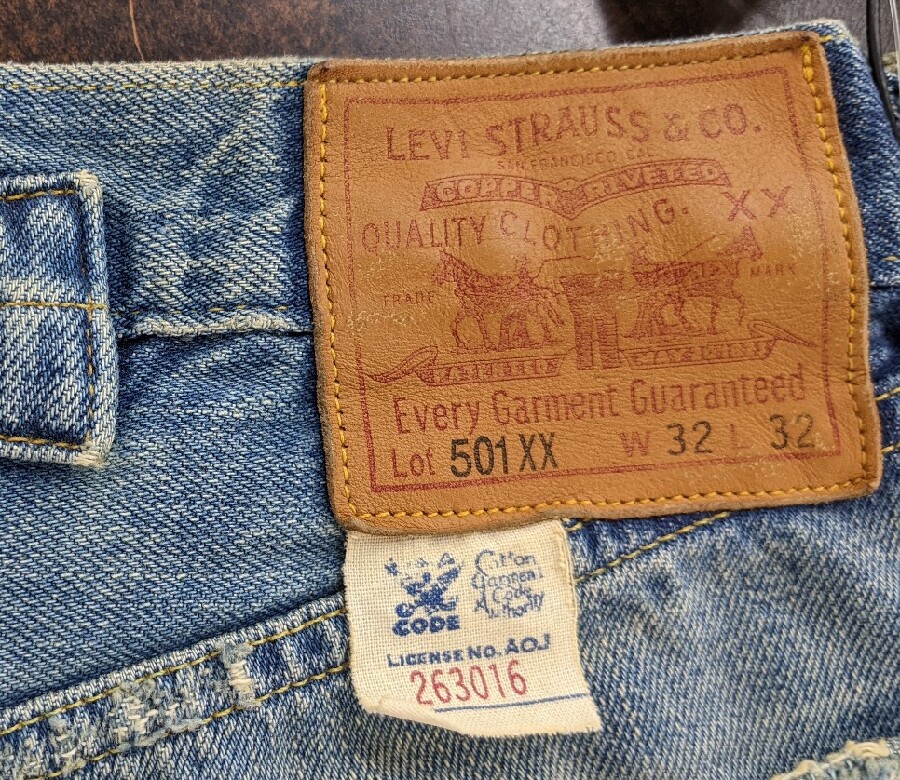 LEVI STRAUSS & CO.
SAN FRANCISCO CAL.
COPPER RIVETED
QUALITY CLOTHING. XX
TRADE MARK
Every Garment Guaranteed
Lot 501XX W 32 L 32
Cotton
Garment
Code
Authority
CODE
LICENSE NO. AOJ
263016